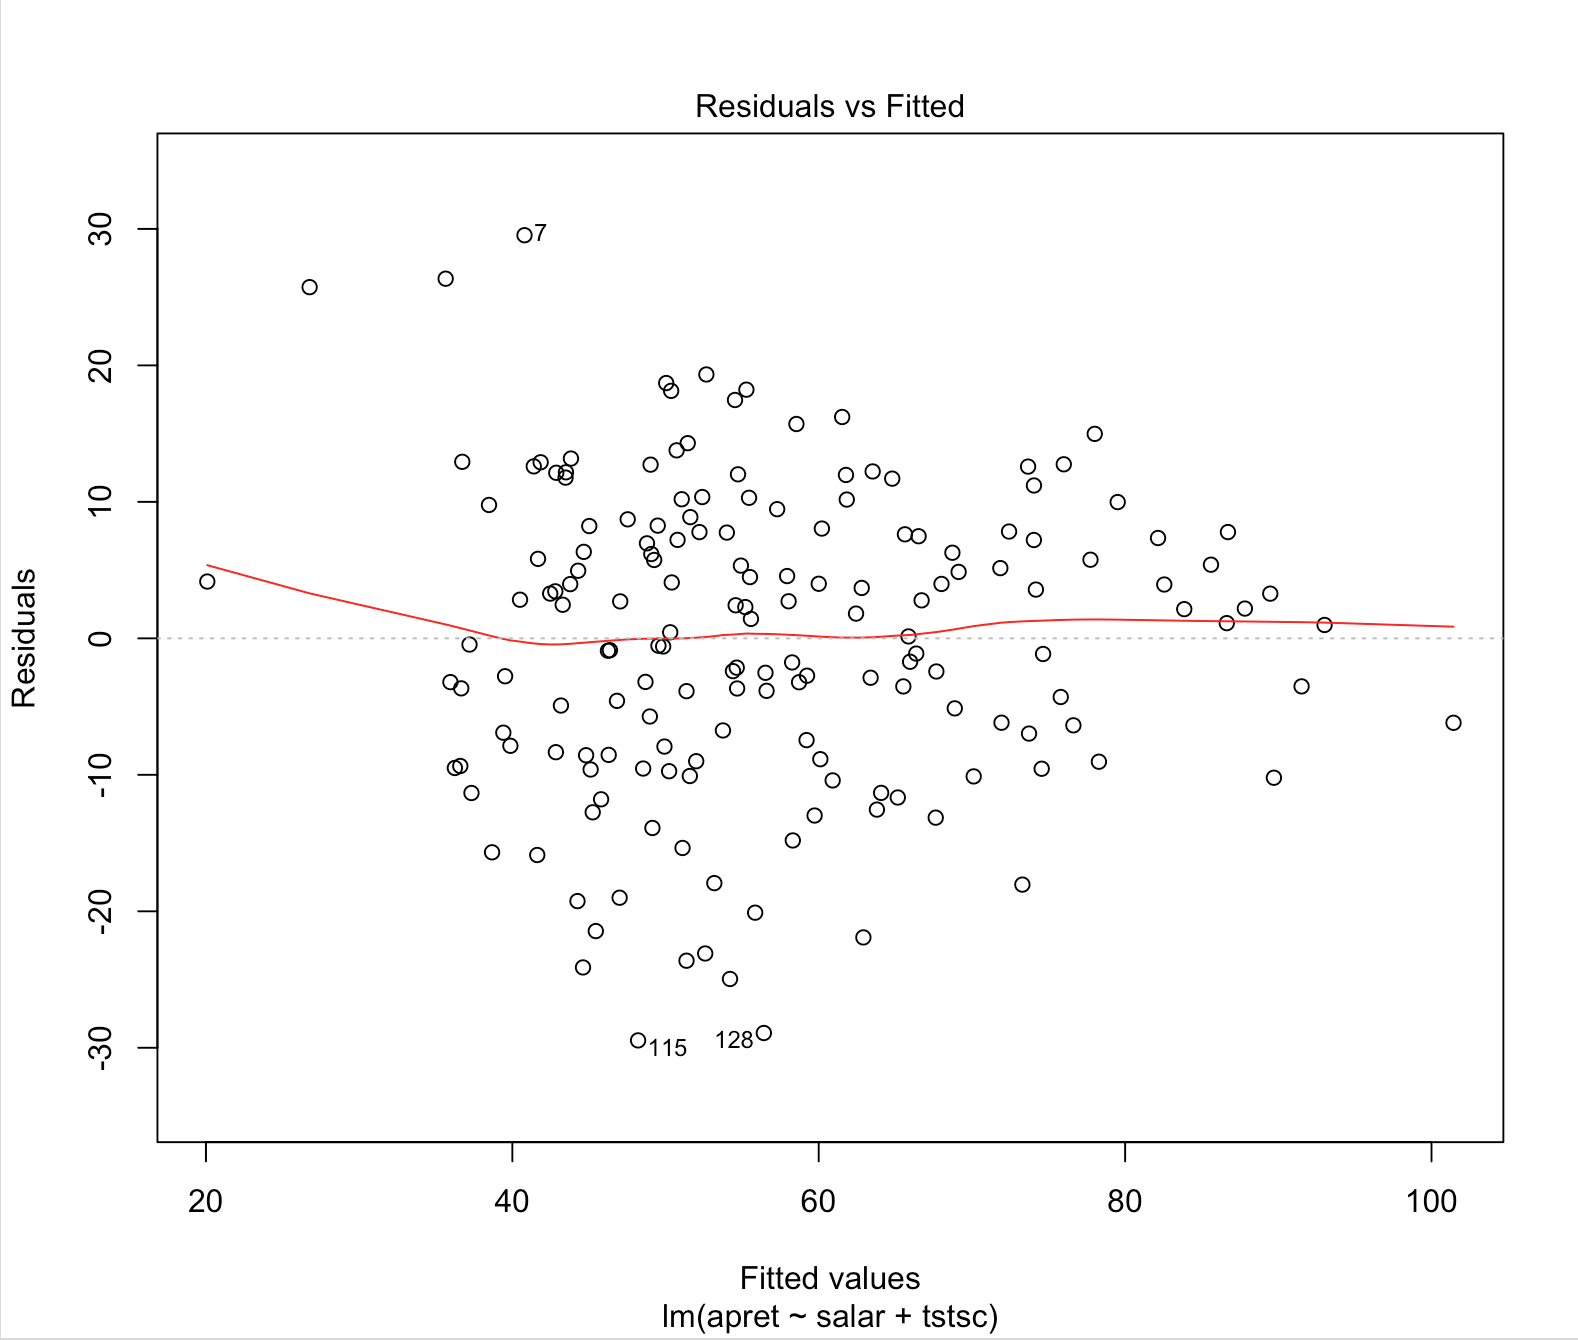 Residuals vs Fitted
30
20
10
0
-10
-20
-30
Residuals
7
115
128
20 40 60 80 100
Fitted values
lm(apret ~ salar + tstsc)